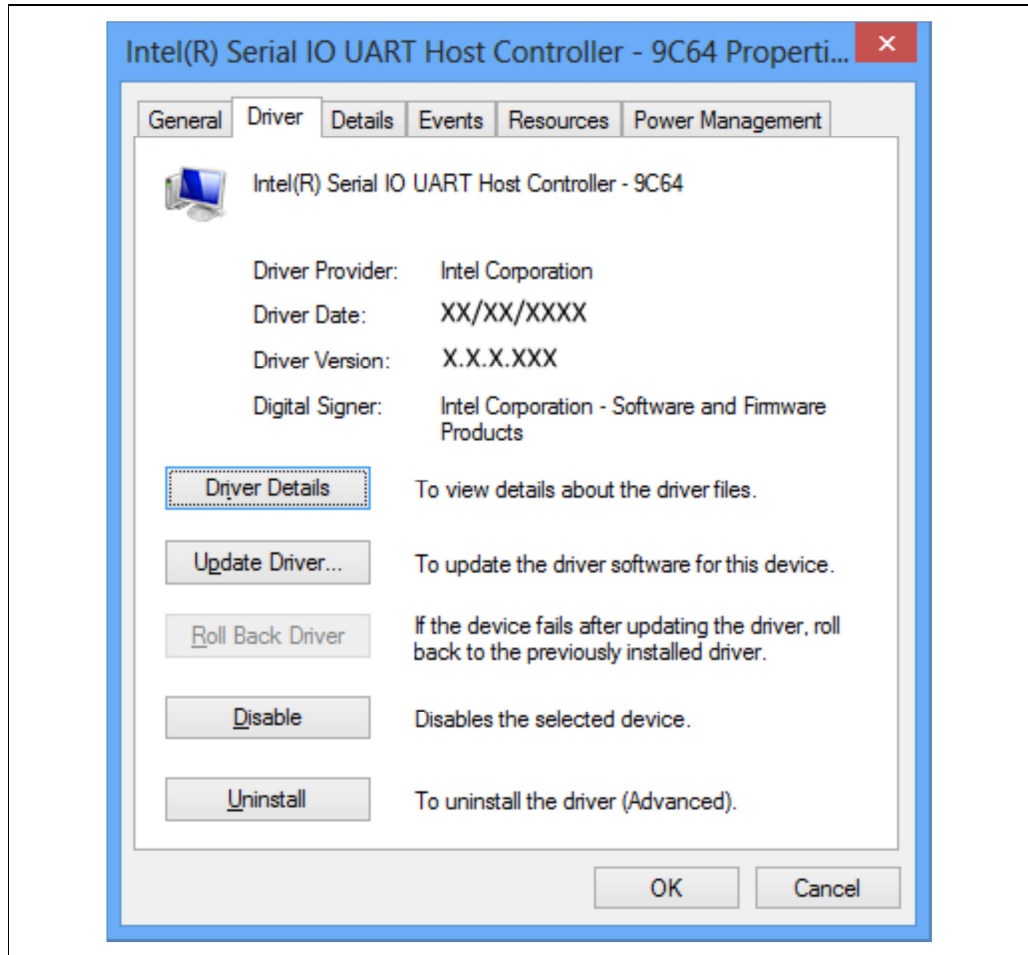 Intel(R) Serial IO UART Host Controller - 9C64 Properti...
General Driver Details Events Resources Power Management
Intel(R) Serial IO UART Host Controller - 9C64
Driver Provider: Intel Corporation
Driver Date: XX/XX/XXXX
Driver Version: X.X.X.XXX
Digital Signer: Intel Corporation - Software and Firmware
Products
Driver Details To view details about the driver files.
Update Driver... To update the driver software for this device.
If the device fails after updating the driver, roll
Roll Back Driver
back to the previously installed driver.
Disable Disables the selected device.
Uninstall To uninstall the driver (Advanced).
OK Cancel